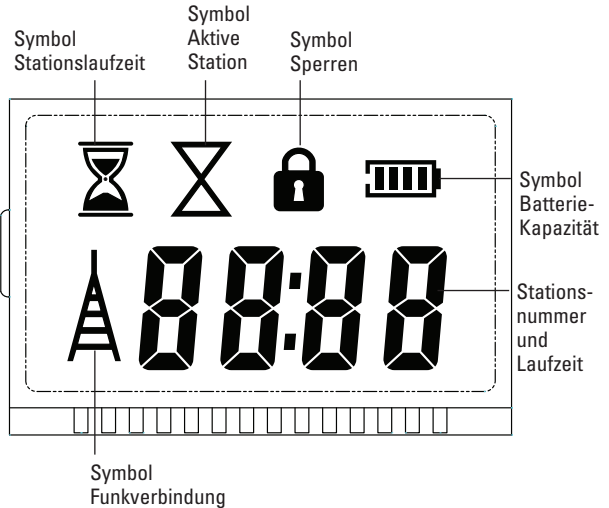 Symbol
Stationslaufzeit
Symbol
Aktive
Station
Symbol
Sperren
Symbol
Batterie-
Kapazität
88:88
Stations-
nummer
und
Laufzeit
Symbol
Funkverbindung